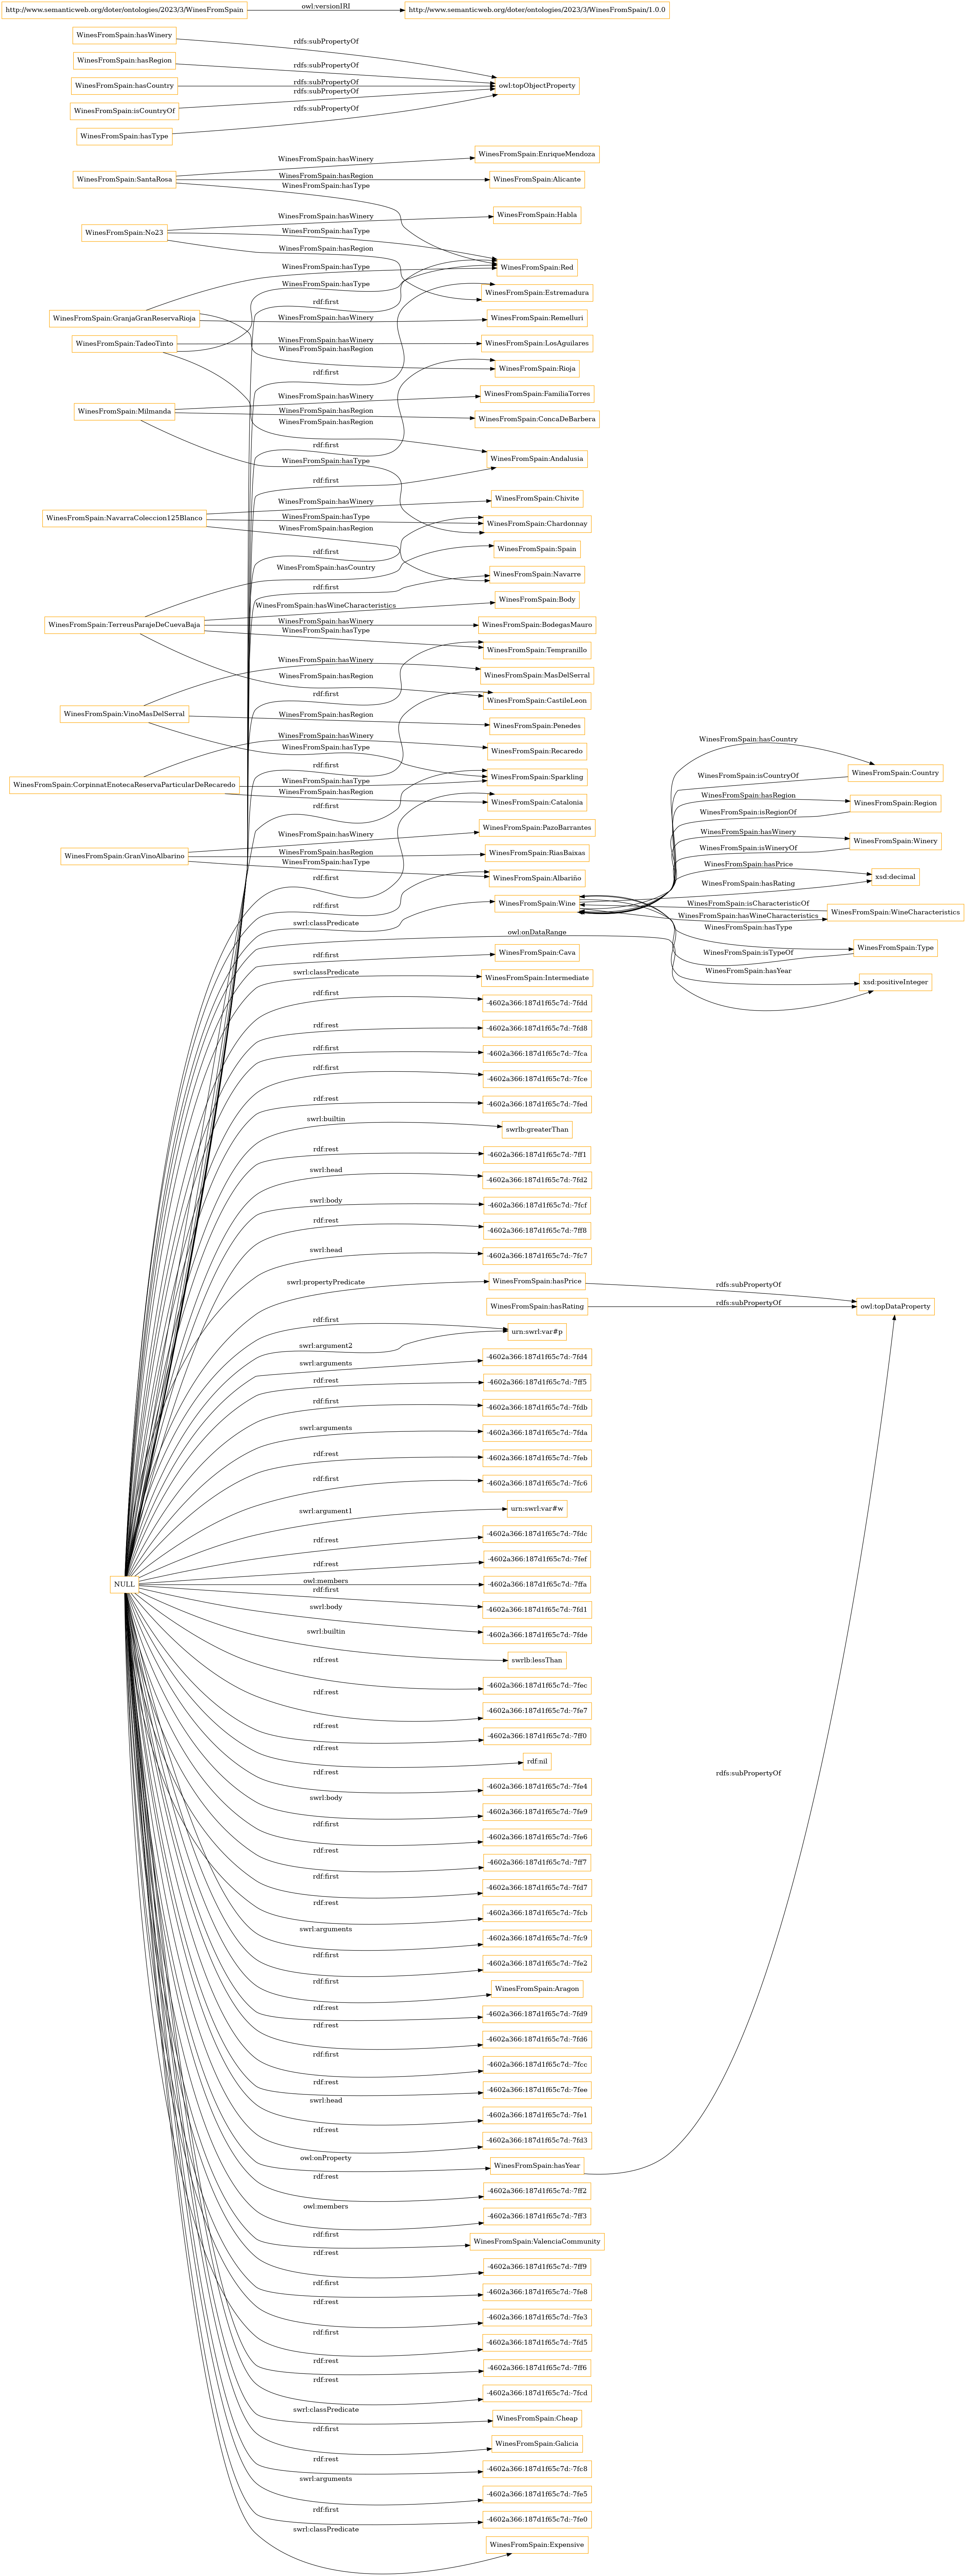 http://www.semanticweb.org/doter/ontologies/2023/3/WinesFromSpain
owl:versionIRI
http://www.semanticweb.org/doter/ontologies/2023/3/WinesFromSpain/1.0.0
WinesFromSpain:hasWinery
rdfs:subPropertyOf
WinesFromSpain:hasRegion
rdfs:subPropertyOf
WinesFromSpain:hasCountry
rdfs:subPropertyOf
owl:topObjectProperty
rdfs:subPropertyOf
WinesFromSpain:isCountryOf
rdfs:subPropertyOf
WinesFromSpain:hasType
WinesFromSpain:EnriqueMendoza
WinesFromSpain:hasWinery
WinesFromSpain:SantaRosa
WinesFromSpain:hasRegion
WinesFromSpain:Alicante
WinesFromSpain:hasType
WinesFromSpain:hasWinery
WinesFromSpain:Habla
WinesFromSpain:No23
WinesFromSpain:hasType
WinesFromSpain:hasRegion
WinesFromSpain:hasType
WinesFromSpain:Red
WinesFromSpain:hasType
WinesFromSpain:Estremadura
rdf:first
WinesFromSpain:GranjaGranReservaRioja
WinesFromSpain:hasWinery
WinesFromSpain:Remelluri
WinesFromSpain:TadeoTinto
WinesFromSpain:hasWinery
WinesFromSpain:LosAguilares
WinesFromSpain:hasRegion
WinesFromSpain:Rioja
rdf:first
WinesFromSpain:hasWinery
WinesFromSpain:FamiliaTorres
WinesFromSpain:Milmanda
WinesFromSpain:hasRegion
WinesFromSpain:ConcaDeBarbera
WinesFromSpain:hasRegion
rdf:first
WinesFromSpain:hasType
WinesFromSpain:Andalusia
rdf:first
WinesFromSpain:hasWinery
WinesFromSpain:Chivite
WinesFromSpain:NavarraColeccion125Blanco
WinesFromSpain:hasType
WinesFromSpain:Chardonnay
WinesFromSpain:hasRegion
rdf:first
WinesFromSpain:Spain
WinesFromSpain:hasCountry
WinesFromSpain:Navarre
rdf:first
WinesFromSpain:hasWineCharacteristics
WinesFromSpain:Body
WinesFromSpain:TerreusParajeDeCuevaBaja
WinesFromSpain:hasWinery
WinesFromSpain:BodegasMauro
WinesFromSpain:hasType
WinesFromSpain:Tempranillo
WinesFromSpain:hasWinery
WinesFromSpain:hasRegion
WinesFromSpain:MasDelSerral
rdf:first
WinesFromSpain:CastileLeon
WinesFromSpain:VinoMasDelSerral
WinesFromSpain:hasRegion
WinesFromSpain:Penedes
WinesFromSpain:hasWinery
WinesFromSpain:hasType
WinesFromSpain:Recaredo
rdf:first
WinesFromSpain:CorpinnatEnotecaReservaParticularDeRecaredo
WinesFromSpain:hasType
WinesFromSpain:Sparkling
WinesFromSpain:hasRegion
WinesFromSpain:Catalonia
rdf:first
WinesFromSpain:hasCountry
WinesFromSpain:Country
WinesFromSpain:isCountryOf
WinesFromSpain:hasRegion
WinesFromSpain:Region
WinesFromSpain:isRegionOf
WinesFromSpain:hasWinery
WinesFromSpain:Winery
WinesFromSpain:isWineryOf
WinesFromSpain:hasWinery
WinesFromSpain:PazoBarrantes
WinesFromSpain:GranVinoAlbarino
WinesFromSpain:hasRegion
WinesFromSpain:RiasBaixas
WinesFromSpain:hasType
WinesFromSpain:Albariño
rdf:first
WinesFromSpain:hasPrice
xsd:decimal
WinesFromSpain:hasRating
WinesFromSpain:Wine
rdf:first
WinesFromSpain:isCharacteristicOf
WinesFromSpain:WineCharacteristics
WinesFromSpain:hasWineCharacteristics
swrl:classPredicate
WinesFromSpain:hasType
owl:onDataRange
WinesFromSpain:Type
WinesFromSpain:isTypeOf
rdf:first
WinesFromSpain:Cava
WinesFromSpain:hasYear
xsd:positiveInteger
swrl:classPredicate
WinesFromSpain:Intermediate
rdf:first
-4602a366:187d1f65c7d:-7fdd
rdf:rest
-4602a366:187d1f65c7d:-7fd8
rdf:first
-4602a366:187d1f65c7d:-7fca
rdf:first
-4602a366:187d1f65c7d:-7fce
rdf:rest
-4602a366:187d1f65c7d:-7fed
swrl:builtin
swrlb:greaterThan
rdf:rest
-4602a366:187d1f65c7d:-7ff1
swrl:head
-4602a366:187d1f65c7d:-7fd2
swrl:body
-4602a366:187d1f65c7d:-7fcf
rdf:rest
-4602a366:187d1f65c7d:-7ff8
swrl:head
-4602a366:187d1f65c7d:-7fc7
swrl:propertyPredicate
WinesFromSpain:hasPrice
rdfs:subPropertyOf
WinesFromSpain:hasRating
rdfs:subPropertyOf
owl:topDataProperty
rdf:first
urn:swrl:var#p
swrl:argument2
swrl:arguments
-4602a366:187d1f65c7d:-7fd4
rdf:rest
-4602a366:187d1f65c7d:-7ff5
rdf:first
-4602a366:187d1f65c7d:-7fdb
swrl:arguments
-4602a366:187d1f65c7d:-7fda
rdf:rest
-4602a366:187d1f65c7d:-7feb
rdf:first
-4602a366:187d1f65c7d:-7fc6
swrl:argument1
urn:swrl:var#w
rdf:rest
-4602a366:187d1f65c7d:-7fdc
rdf:rest
-4602a366:187d1f65c7d:-7fef
NULL
owl:members
-4602a366:187d1f65c7d:-7ffa
rdf:first
-4602a366:187d1f65c7d:-7fd1
swrl:body
-4602a366:187d1f65c7d:-7fde
swrl:builtin
swrlb:lessThan
rdf:rest
-4602a366:187d1f65c7d:-7fec
rdf:rest
-4602a366:187d1f65c7d:-7fe7
rdf:rest
-4602a366:187d1f65c7d:-7ff0
rdf:rest
rdf:nil
rdf:rest
-4602a366:187d1f65c7d:-7fe4
rdfs:subPropertyOf
swrl:body
-4602a366:187d1f65c7d:-7fe9
rdf:first
-4602a366:187d1f65c7d:-7fe6
rdf:rest
-4602a366:187d1f65c7d:-7ff7
rdf:first
-4602a366:187d1f65c7d:-7fd7
rdf:rest
-4602a366:187d1f65c7d:-7fcb
swrl:arguments
-4602a366:187d1f65c7d:-7fc9
rdf:first
-4602a366:187d1f65c7d:-7fe2
rdf:first
WinesFromSpain:Aragon
rdf:rest
-4602a366:187d1f65c7d:-7fd9
rdf:rest
-4602a366:187d1f65c7d:-7fd6
rdf:first
-4602a366:187d1f65c7d:-7fcc
rdf:rest
-4602a366:187d1f65c7d:-7fee
swrl:head
-4602a366:187d1f65c7d:-7fe1
rdf:rest
-4602a366:187d1f65c7d:-7fd3
owl:onProperty
WinesFromSpain:hasYear
rdf:rest
-4602a366:187d1f65c7d:-7ff2
owl:members
-4602a366:187d1f65c7d:-7ff3
rdf:first
WinesFromSpain:ValenciaCommunity
rdf:rest
-4602a366:187d1f65c7d:-7ff9
rdf:first
-4602a366:187d1f65c7d:-7fe8
rdf:rest
-4602a366:187d1f65c7d:-7fe3
rdf:first
-4602a366:187d1f65c7d:-7fd5
rdf:rest
-4602a366:187d1f65c7d:-7ff6
rdf:rest
-4602a366:187d1f65c7d:-7fcd
swrl:classPredicate
WinesFromSpain:Cheap
rdf:first
WinesFromSpain:Galicia
rdf:rest
-4602a366:187d1f65c7d:-7fc8
swrl:arguments
-4602a366:187d1f65c7d:-7fe5
rdf:first
-4602a366:187d1f65c7d:-7fe0
swrl:classPredicate
WinesFromSpain:Expensive